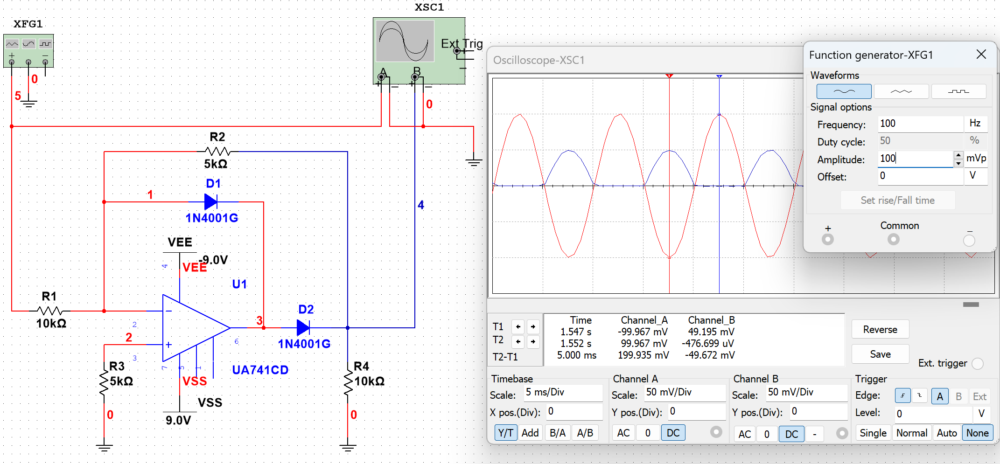 XFG1
+
−
0
5
XSC1
Ext Trig
+
−
A
B
+
−
+
−
0
R2
5kΩ
D1
1
1N4001G
4
VEE
-9.0V
VEE
4
U1
R1
10kΩ
2
2
3
−
+
3
6
D2
1N4001G
UA741CD
7
5
1
VSS
VSS
9.0V
R3
5kΩ
0
R4
10kΩ
0
Oscilloscope-XSC1
Function generator-XFG1
Waveforms
Signal options
Frequency: 100 Hz
Duty cycle: 50 %
Amplitude: 100 mVp
Offset: 0 V
Set rise/Fall time
+
Common
−
Time Channel_A Channel_B
T1 1.547 s -99.967 mV 49.195 mV
T2 1.552 s 99.967 mV -476.699 uV
T2-T1 5.000 ms 199.935 mV -49.672 mV
Reverse
Save
Ext. trigger
Timebase
Scale: 5 ms/Div
X pos.(Div): 0
Y/T Add B/A A/B
Channel A
Scale: 50 mV/Div
Y pos.(Div): 0
AC 0 DC
Channel B
Scale: 50 mV/Div
Y pos.(Div): 0
AC 0 DC -
Trigger
Edge: A B Ext
Level: 0 V
Single Normal Auto None